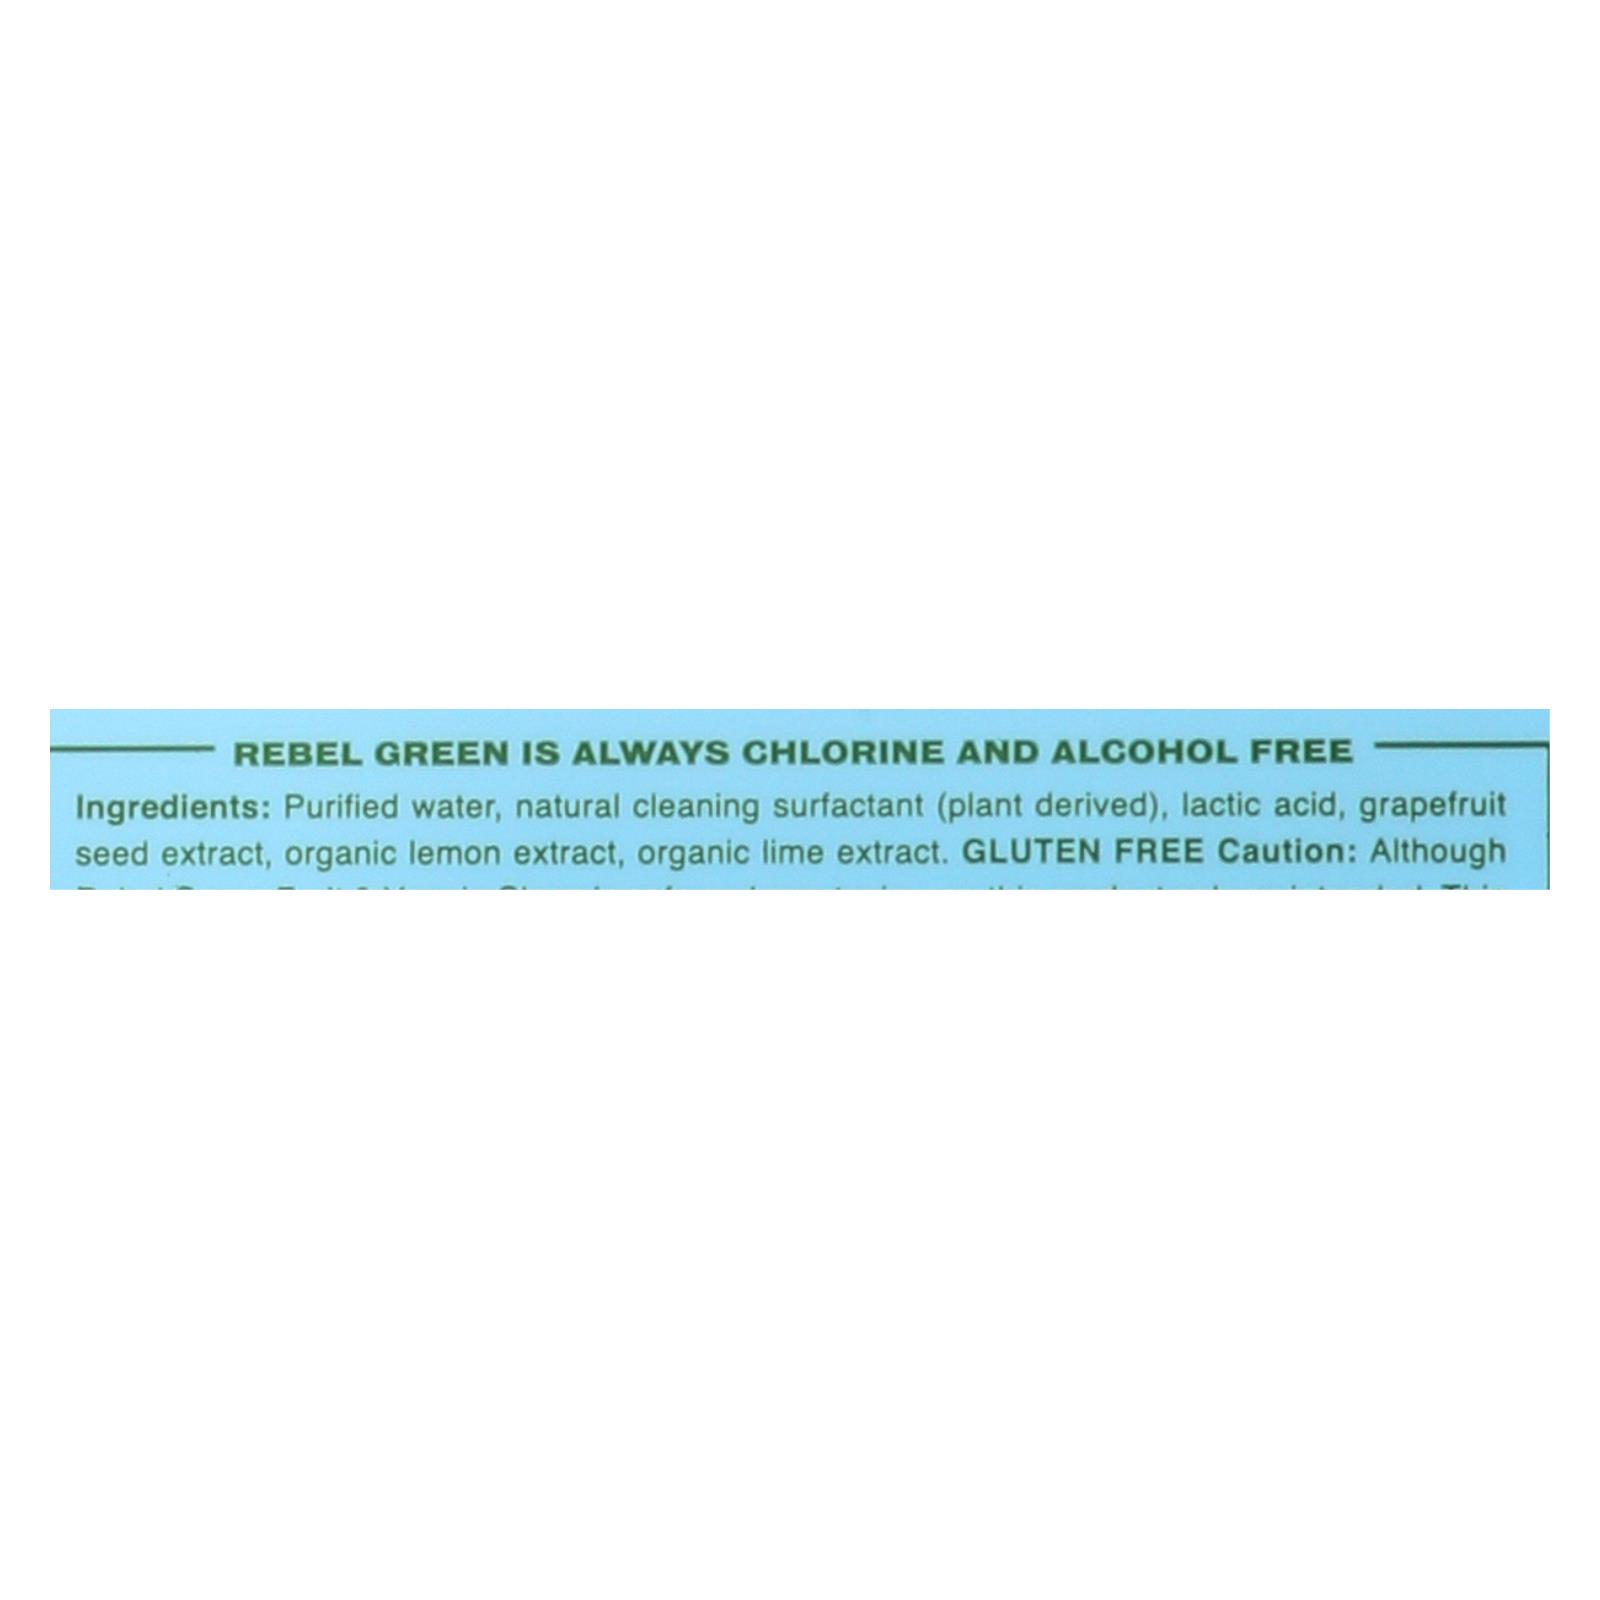 REBEL GREEN IS ALWAYS CHLORINE AND ALCOHOL FREE
Ingredients: Purified water, natural cleaning surfactant (plant derived), lactic acid, grapefruit
seed extract, organic lemon extract, organic lime extract. GLUTEN FREE Caution: Although